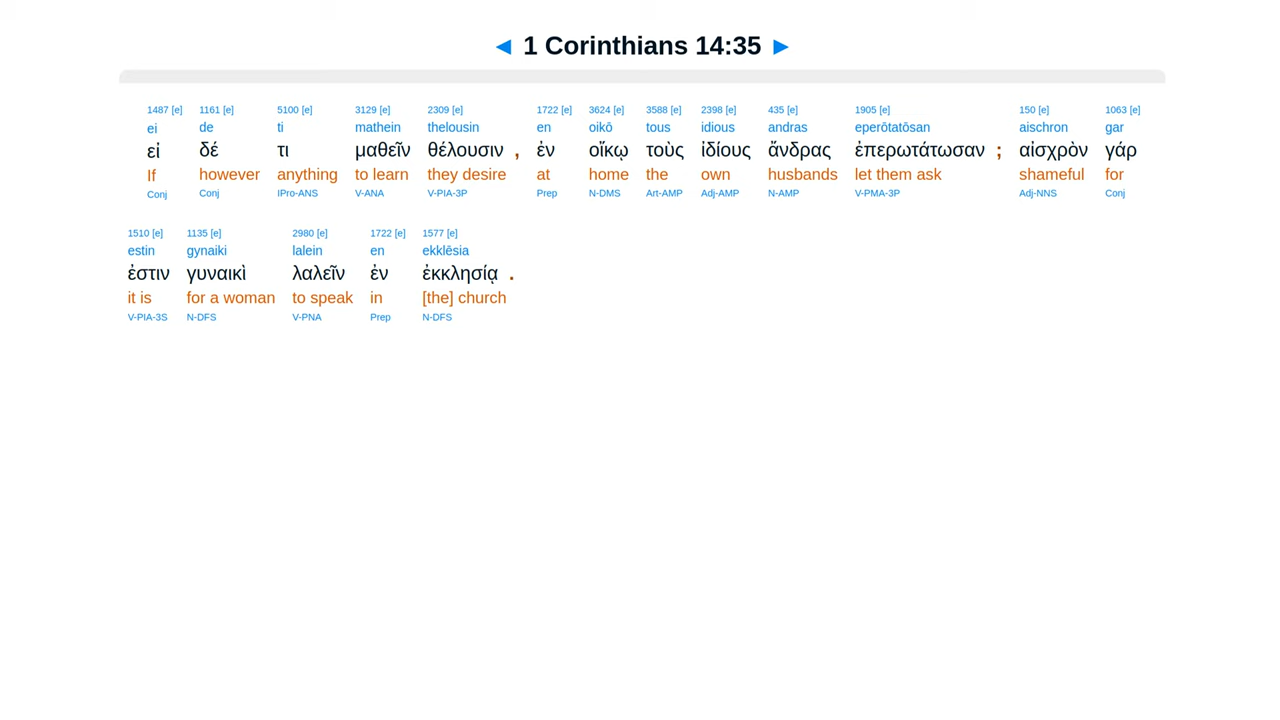 ◄ 1 Corinthians 14:35 ►
1487 [e] 1161 [e] 5100 [e] 3129 [e] 2309 [e] 1722 [e] 3624 [e] 3588 [e] 2398 [e] 435 [e] 1905 [e] 150 [e] 1063 [e]
ei de ti mathein thelousin en oikō tous idious andras eperōtatōsan aischron gar
εἰ δέ τι μαθεῖν θέλουσιν , ἐν οἴκῳ τοὺς ἰδίους ἄνδρας ἐπερωτάτωσαν ; αἰσχρὸν γάρ
If however anything to learn they desire at home the own husbands let them ask shameful for
Conj Conj IPro-ANS V-ANA V-PIA-3P Prep N-DMS Art-AMP Adj-AMP N-AMP V-PMA-3P Adj-NNS Conj
1510 [e] 1135 [e] 2980 [e] 1722 [e] 1577 [e]
estin gynaiki lalein en ekklēsia
ἐστιν γυναικὶ λαλεῖν ἐν ἐκκλησίᾳ .
it is for a woman to speak in [the] church
V-PIA-3S N-DFS V-PNA Prep N-DFS